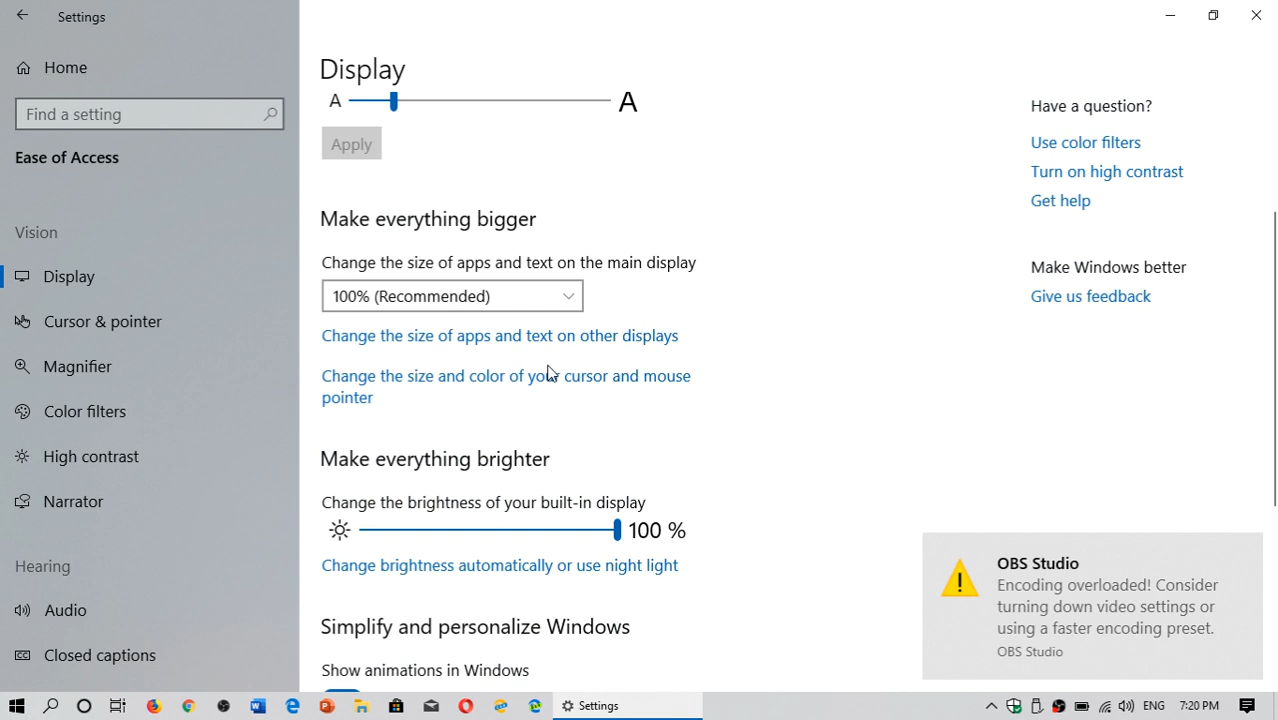 Settings
Home
Find a setting
Ease of Access
Vision
Display
Cursor & pointer
Magnifier
Color filters
High contrast
Narrator
Hearing
Audio
Closed captions
Display
A A
Apply
Make everything bigger
Change the size of apps and text on the main display
100% (Recommended)
Change the size of apps and text on other displays
Change the size and color of your cursor and mouse
pointer
Make everything brighter
Change the brightness of your built-in display
100 %
Change brightness automatically or use night light
Simplify and personalize Windows
Show animations in Windows
Have a question?
Use color filters
Turn on high contrast
Get help
Make Windows better
Give us feedback
OBS Studio
Encoding overloaded! Consider
turning down video settings or
using a faster encoding preset.
OBS Studio
Settings
ENG
7:20 PM